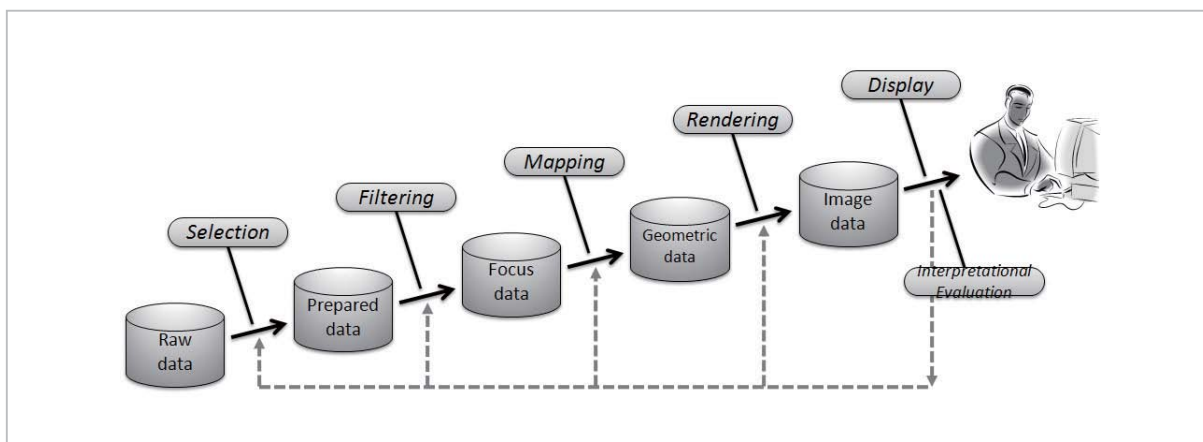 Display
Rendering
Mapping
Filtering
Selection
Image
data
Geometric
data
Focus
data
Prepared
data
Raw
data
Interpretational
Evaluation